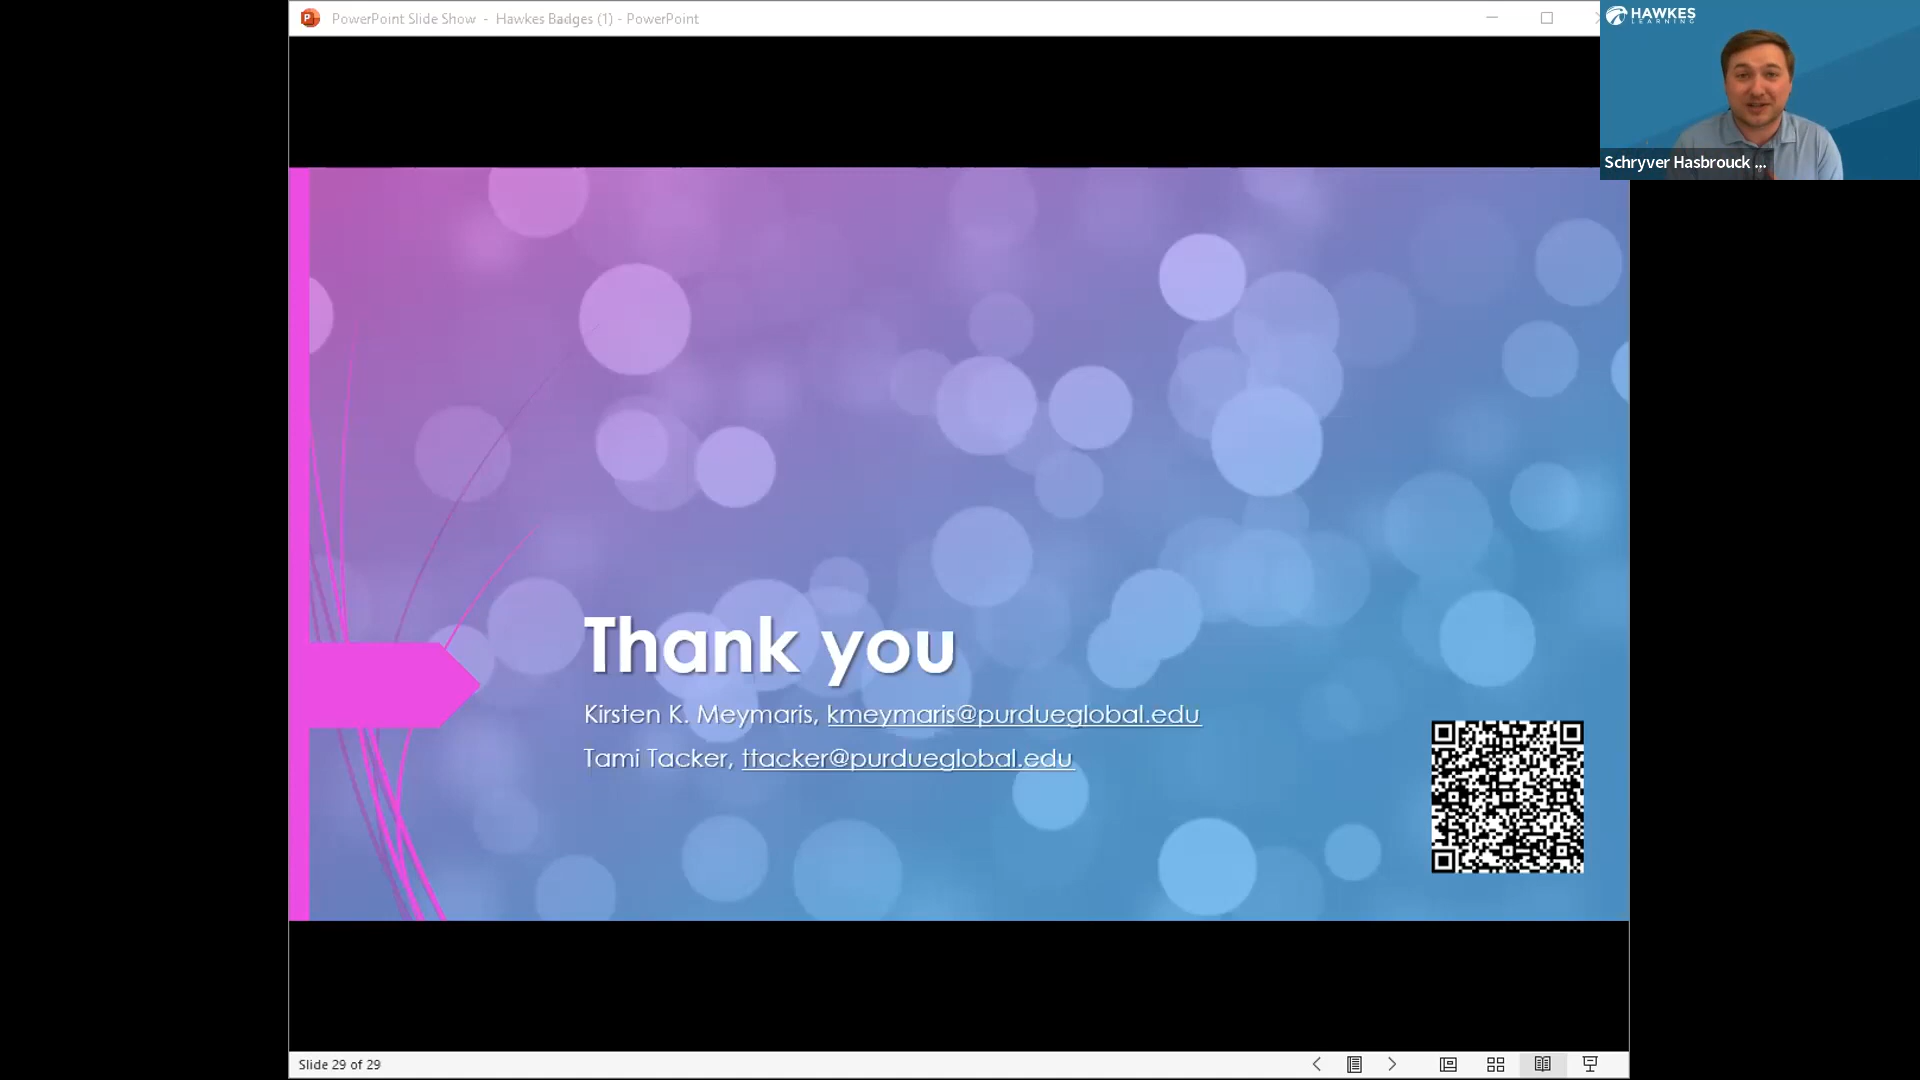 PowerPoint Slide Show - Hawkes Badges (1) - PowerPoint
HAWKES
LEARNING
Schryver Hasbrouck ...
Thank you
Kirsten K. Meymaris, kmeymaris@purdueglobal.edu
Tami Tacker, ttacker@purdueglobal.edu
Slide 29 of 29